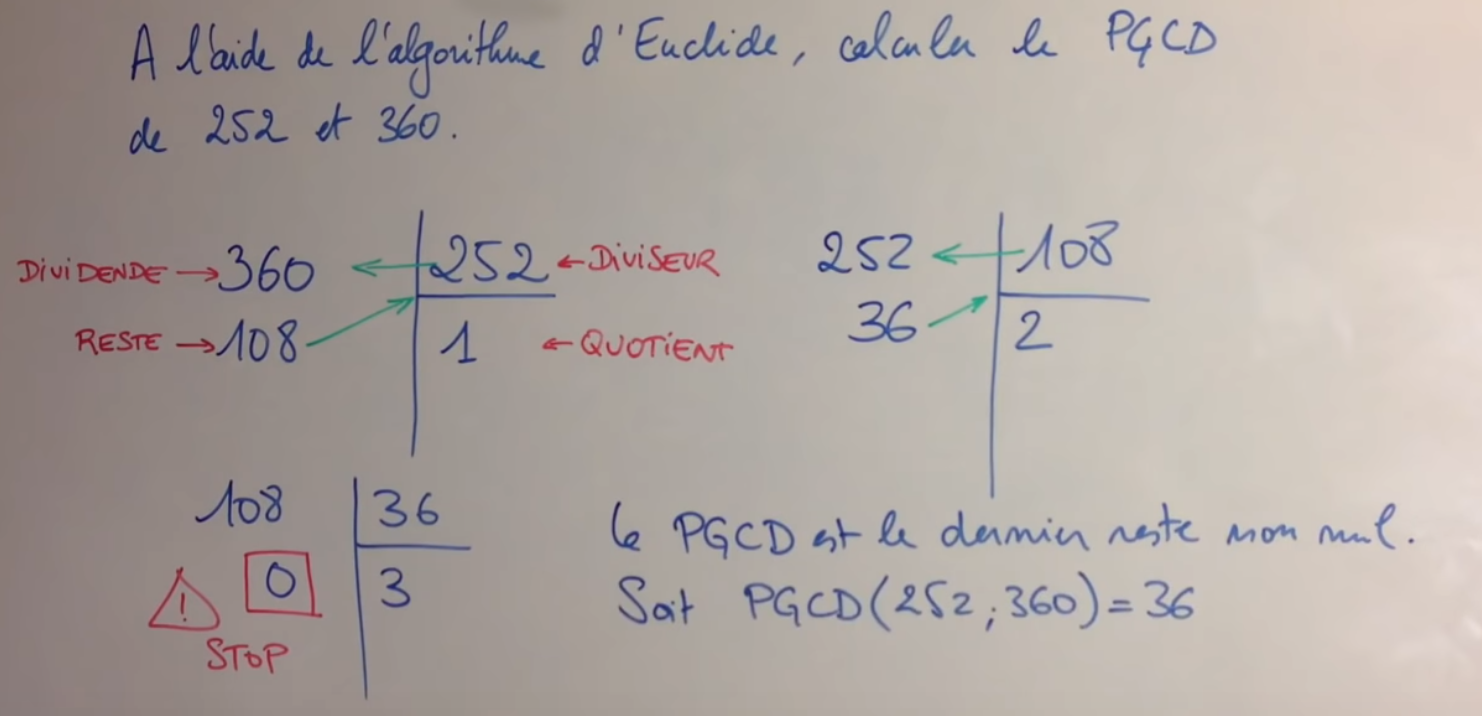 A l'aide de l'algorithme d'Euclide, calculer le PGCD
de 252 et 360.
DiViDENDE → 360 ← 252 ← DiViSEUR
RESTE → 108 1 ← QUOTiENT
252 ← 108
36 2
108 36
0 3
! STOP
Le PGCD est le dernier reste non nul.
Soit PGCD(252;360)=36